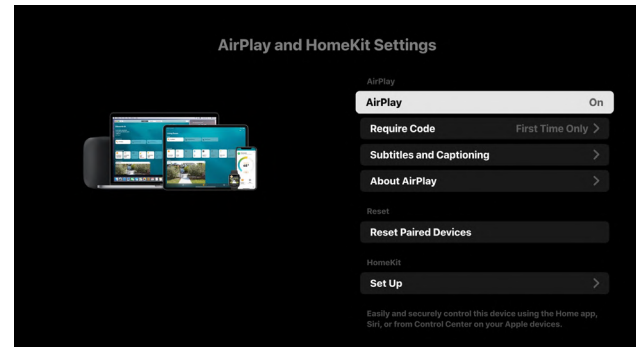 AirPlay and HomeKit Settings
AirPlay
AirPlay On
Require Code First Time Only
Subtitles and Captioning
About AirPlay
Reset
Reset Paired Devices
HomeKit
Set Up
Easily and securely control this device using the Home app,
Siri, or from Control Center on your Apple devices.